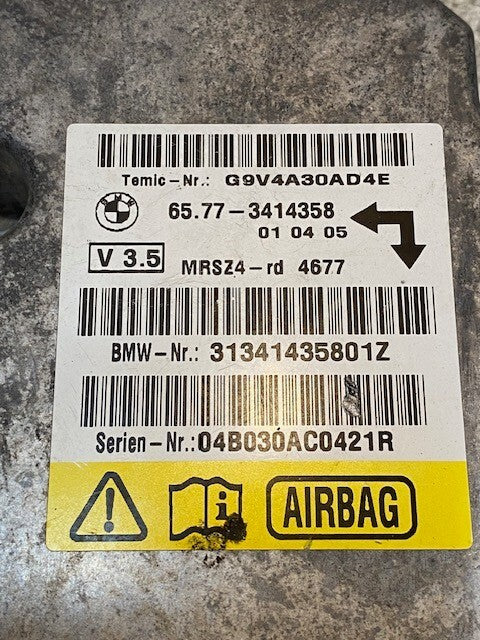 Temic-Nr.: G9V4A30AD4E
BMW
65.77-3414358
01 04 05
V 3.5
MRSZ4-rd 4677
BMW-Nr.: 31341435801Z
Serien-Nr.:04B030AC0421R
! i AIRBAG